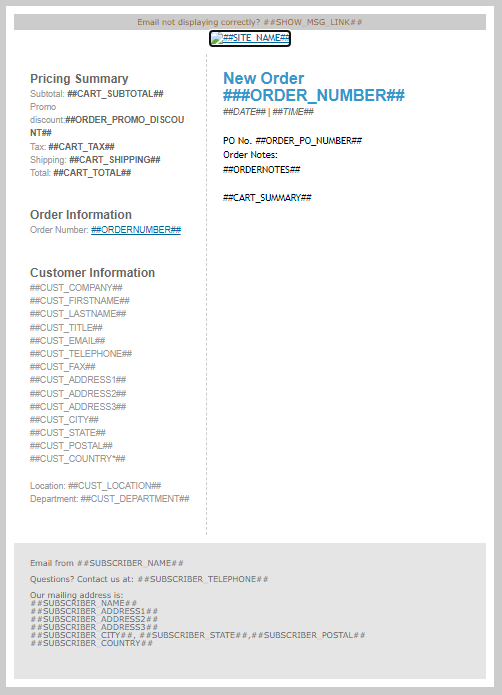 Email not displaying correctly? ##SHOW_MSG_LINK##
##SITE_NAME##
Pricing Summary
Subtotal: ##CART_SUBTOTAL##
Promo
discount:##ORDER_PROMO_DISCOU
NT##
Tax: ##CART_TAX##
Shipping: ##CART_SHIPPING##
Total: ##CART_TOTAL##
Order Information
Order Number: ##ORDERNUMBER##
Customer Information
##CUST_COMPANY##
##CUST_FIRSTNAME##
##CUST_LASTNAME##
##CUST_TITLE##
##CUST_EMAIL##
##CUST_TELEPHONE##
##CUST_FAX##
##CUST_ADDRESS1##
##CUST_ADDRESS2##
##CUST_ADDRESS3##
##CUST_CITY##
##CUST_STATE##
##CUST_POSTAL##
##CUST_COUNTRY*##
Location: ##CUST_LOCATION##
Department: ##CUST_DEPARTMENT##
New Order
###ORDER_NUMBER##
##DATE## | ##TIME##
PO No. ##ORDER_PO_NUMBER##
Order Notes:
##ORDERNOTES##
##CART_SUMMARY##
Email from ##SUBSCRIBER_NAME##
Questions? Contact us at: ##SUBSCRIBER_TELEPHONE##
Our mailing address is:
##SUBSCRIBER_NAME##
##SUBSCRIBER_ADDRESS1##
##SUBSCRIBER_ADDRESS2##
##SUBSCRIBER_ADDRESS3##
##SUBSCRIBER_CITY##, ##SUBSCRIBER_STATE##,##SUBSCRIBER_POSTAL##
##SUBSCRIBER_COUNTRY##